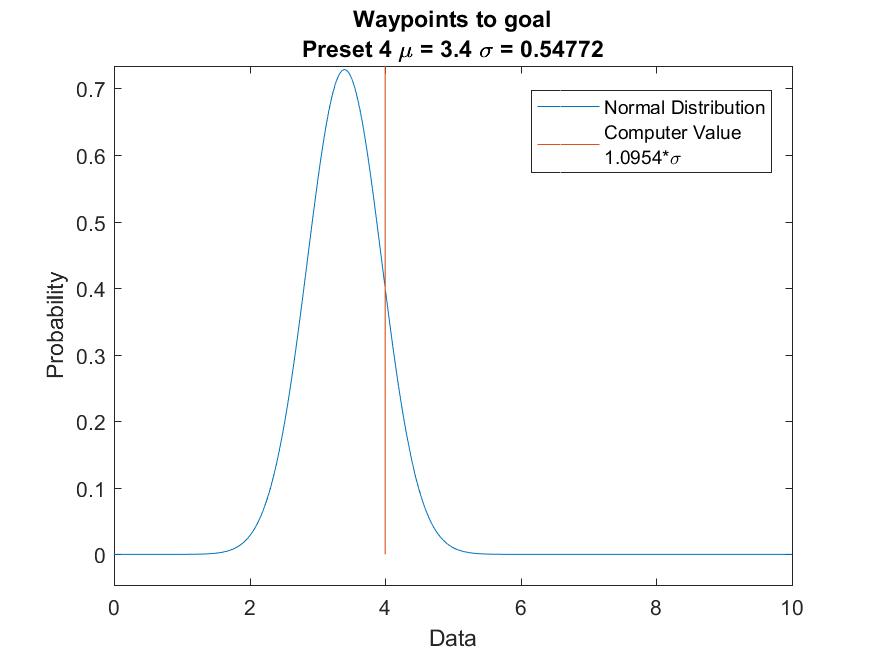 Waypoints to goal
Preset 4 μ = 3.4 σ = 0.54772
Normal Distribution
Computer Value
1.0954*σ
Probability
0.7
0.6
0.5
0.4
0.3
0.2
0.1
0
0 2 4 6 8 10
Data